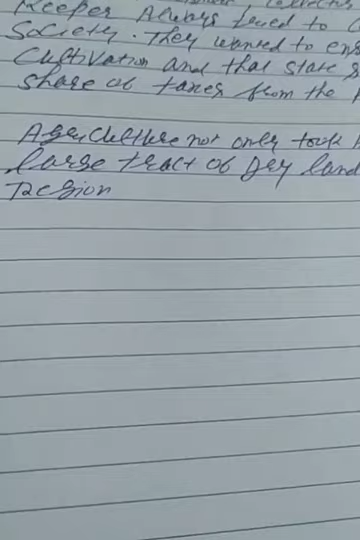 Keeper Always tried to
Society. They wanted to ens
Cultivation and that state g
share of taxes from the
Agriculture not only took
large tract of Dry land
Region